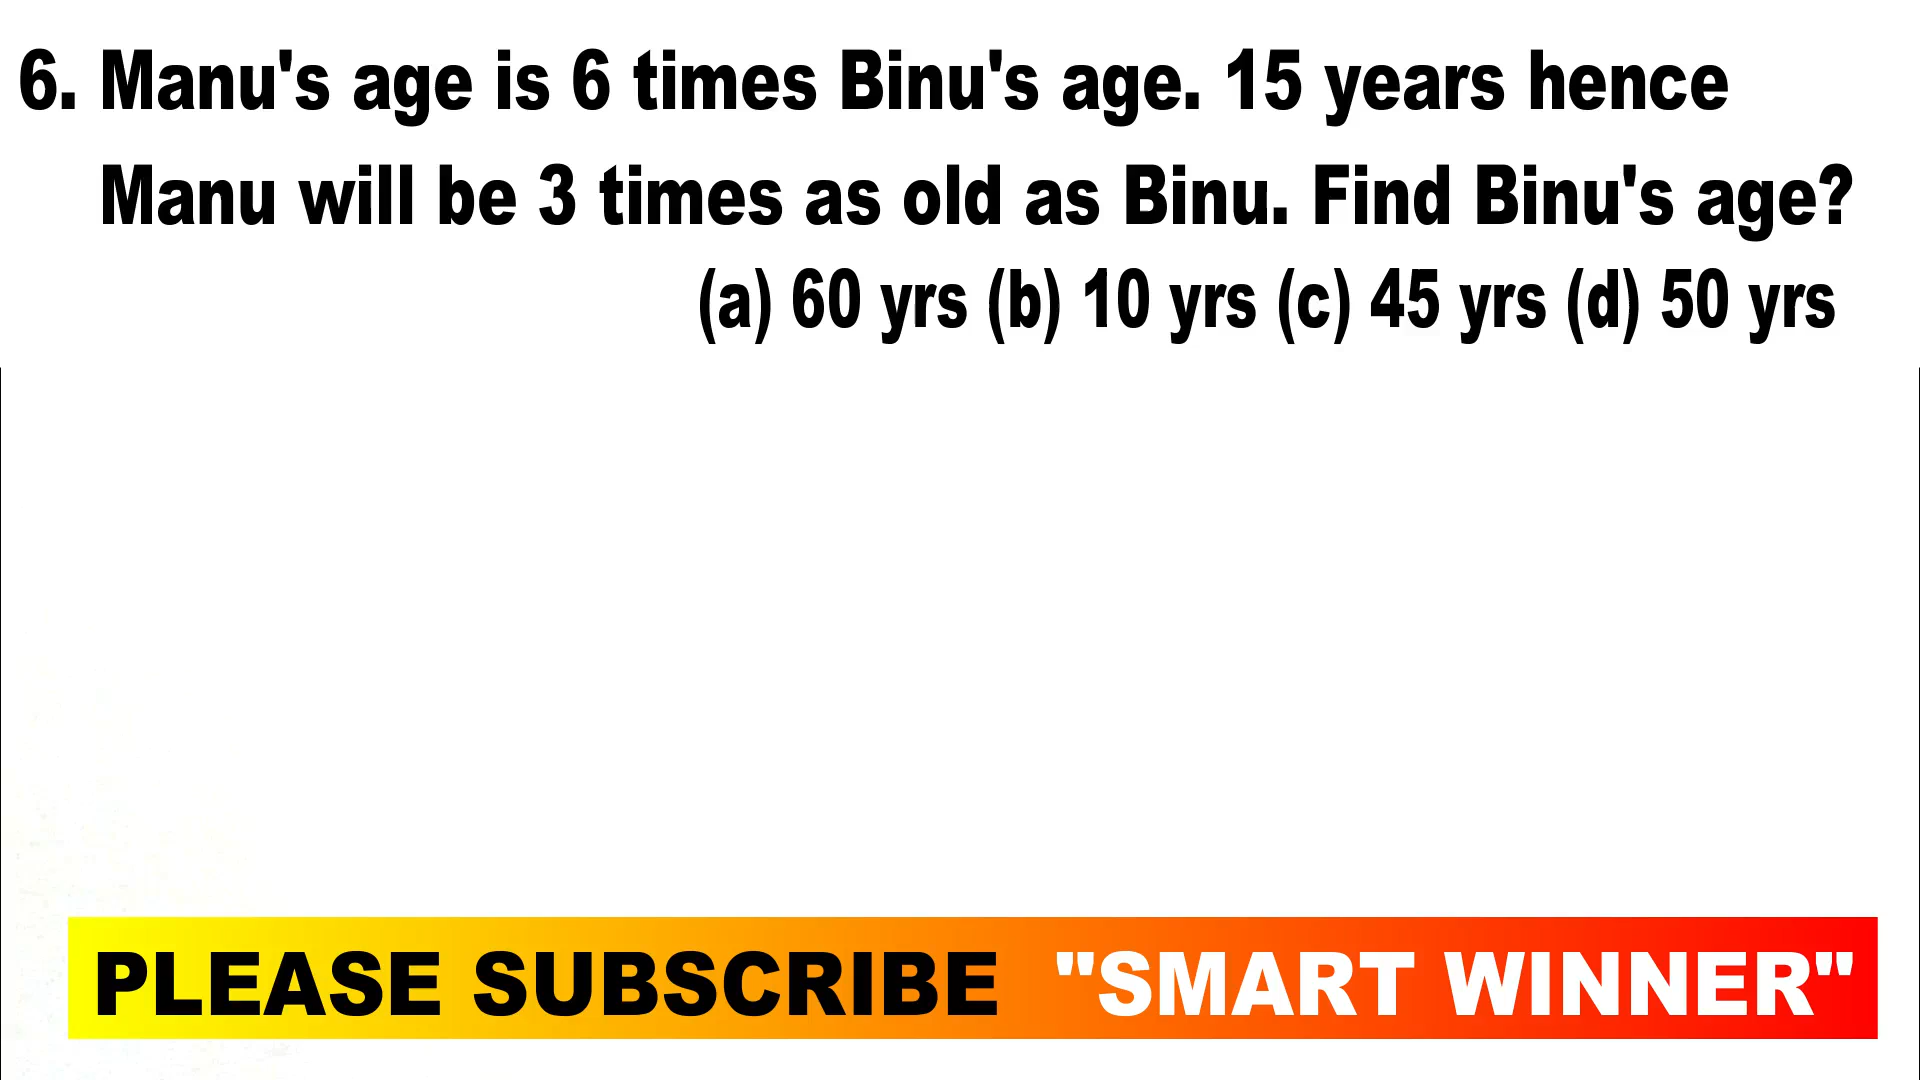 6. Manu's age is 6 times Binu's age. 15 years hence
Manu will be 3 times as old as Binu. Find Binu's age?
(a) 60 yrs (b) 10 yrs (c) 45 yrs (d) 50 yrs
PLEASE SUBSCRIBE "SMART WINNER"